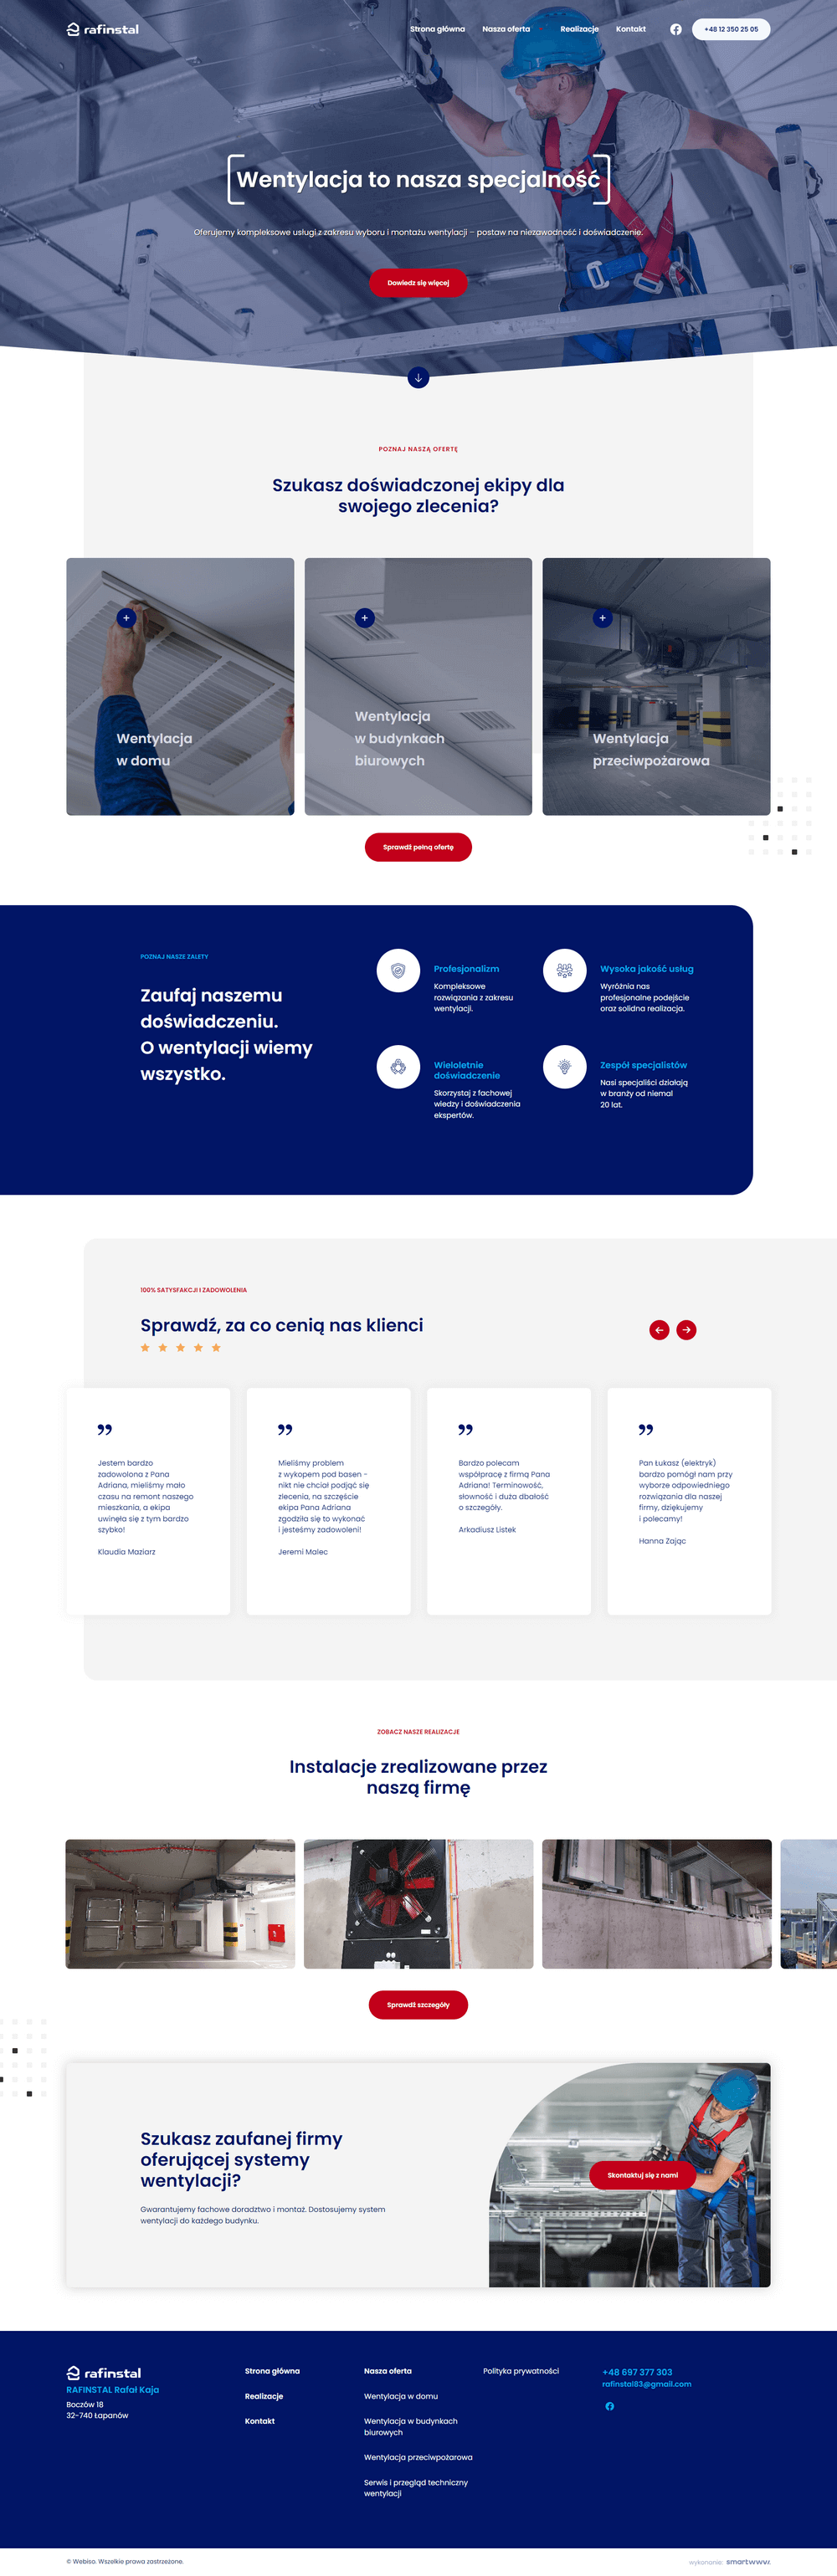 rafinstal
Strona główna
Nasza oferta
Realizacje
Kontakt
+48 12 350 25 05
Wentylacja to nasza specjalność
Oferujemy kompleksowe usługi z zakresu wyboru i montażu wentylacji – postaw na niezawodność i doświadczenie.
Dowiedz się więcej
POZNAJ NASZĄ OFERTĘ
Szukasz doświadczonej ekipy dla
swojego zlecenia?
Wentylacja
w domu
Wentylacja
w budynkach
biurowych
Wentylacja
przeciwpożarowa
Sprawdź pełną ofertę
POZNAJ NASZE ZALETY
Zaufaj naszemu
doświadczeniu.
O wentylacji wiemy
wszystko.
Profesjonalizm
Kompleksowe
rozwiązania z zakresu
wentylacji.
Wysoka jakość usług
Wyróżnia nas
profesjonalne podejście
oraz solidna realizacja.
Wieloletnie
doświadczenie
Skorzystaj z fachowej
wiedzy i doświadczenia
ekspertów.
Zespół specjalistów
Nasi specjaliści działają
w branży od niemal
20 lat.
100% SATYSFAKCJI I ZADOWOLENIA
Sprawdź, za co cenią nas klienci
Jestem bardzo
zadowolona z Pana
Adriana, mieliśmy mało
czasu na remont naszego
mieszkania, a ekipa
uwinęła się z tym bardzo
szybko!
Klaudia Maziarz
Mieliśmy problem
z wykopem pod basen -
nikt nie chciał podjąć się
zlecenia, na szczęście
ekipa Pana Adriana
zgodziła się to wykonać
i jesteśmy zadowoleni!
Jeremi Malec
Bardzo polecam
współpracę z firmą Pana
Adriana! Terminowość,
słowność i duża dbałość
o szczegóły.
Arkadiusz Listek
Pan Łukasz (elektryk)
bardzo pomógł nam przy
wyborze odpowiedniego
rozwiązania dla naszej
firmy, dziękujemy
i polecamy!
Hanna Zając
ZOBACZ NASZE REALIZACJE
Instalacje zrealizowane przez
naszą firmę
Sprawdź szczegóły
Szukasz zaufanej firmy
oferującej systemy
wentylacji?
Gwarantujemy fachowe doradztwo i montaż. Dostosujemy system
wentylacji do każdego budynku.
Skontaktuj się z nami
rafinstal
RAFINSTAL Rafał Kaja
Boczów 18
32-740 Łapanów
Strona główna
Realizacje
Kontakt
Nasza oferta
Wentylacja w domu
Wentylacja w budynkach
biurowych
Wentylacja przeciwpożarowa
Serwis i przegląd techniczny
wentylacji
Polityka prywatności
+48 697 377 303
rafinstal83@gmail.com
© Webiso. Wszelkie prawa zastrzeżone.
wykonanie: smartwww.